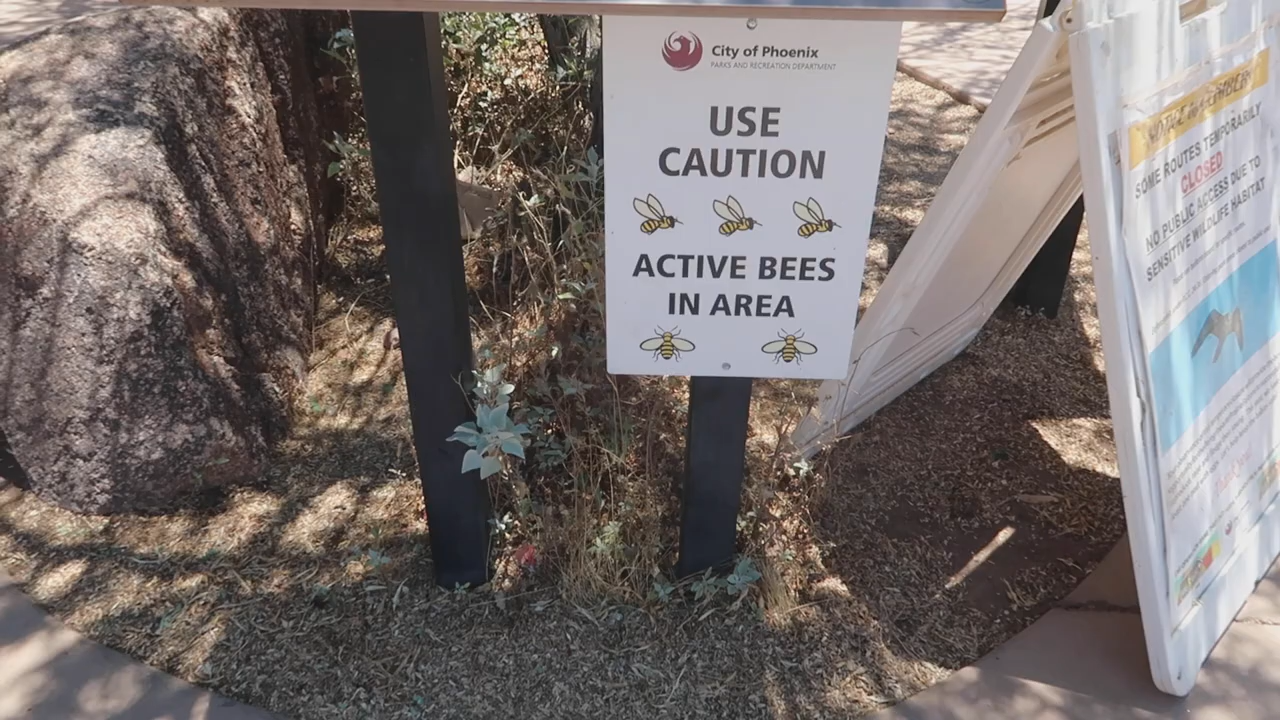 City of Phoenix
PARKS AND RECREATION DEPARTMENT
USE
CAUTION
ACTIVE BEES
IN AREA
NOTICE to
SOME ROUTES TEMPORARILY
CLOSED
NO PUBLIC ACCESS DUE TO
SENSITIVE WILDLIFE HABITAT